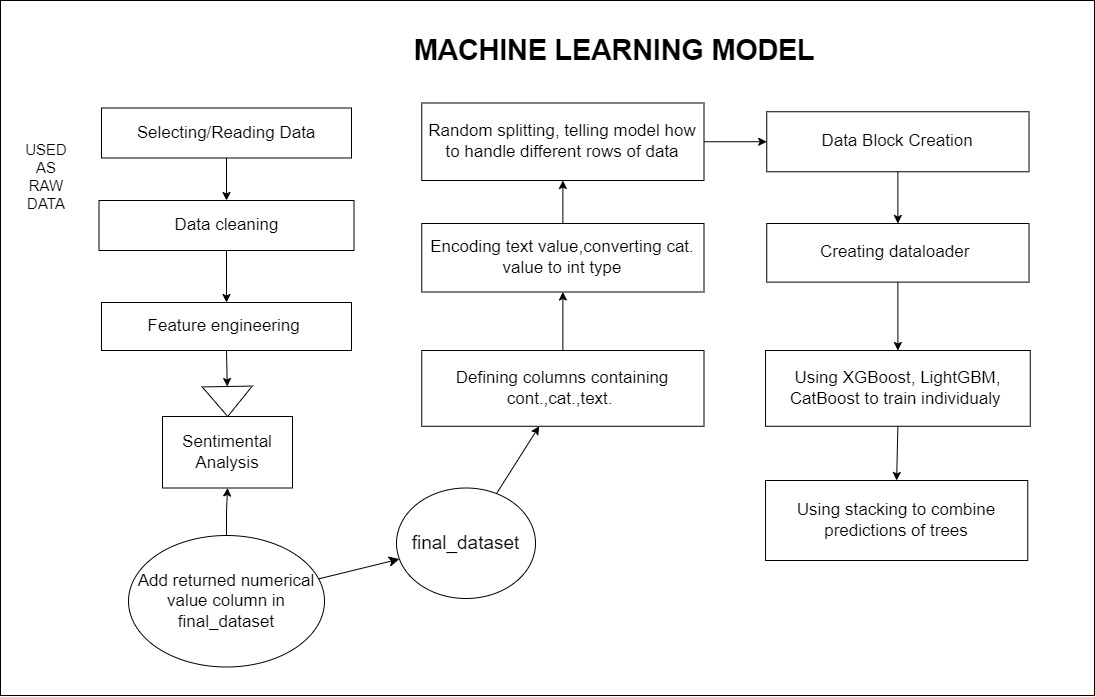 MACHINE LEARNING MODEL
USED
AS
RAW
DATA
Selecting/Reading Data
Data cleaning
Feature engineering
Sentimental
Analysis
Add returned numerical
value column in
final_dataset
final_dataset
Defining columns containing
cont.,cat.,text.
Encoding text value,converting cat.
value to int type
Random splitting, telling model how
to handle different rows of data
Data Block Creation
Creating dataloader
Using XGBoost, LightGBM,
CatBoost to train individualy
Using stacking to combine
predictions of trees